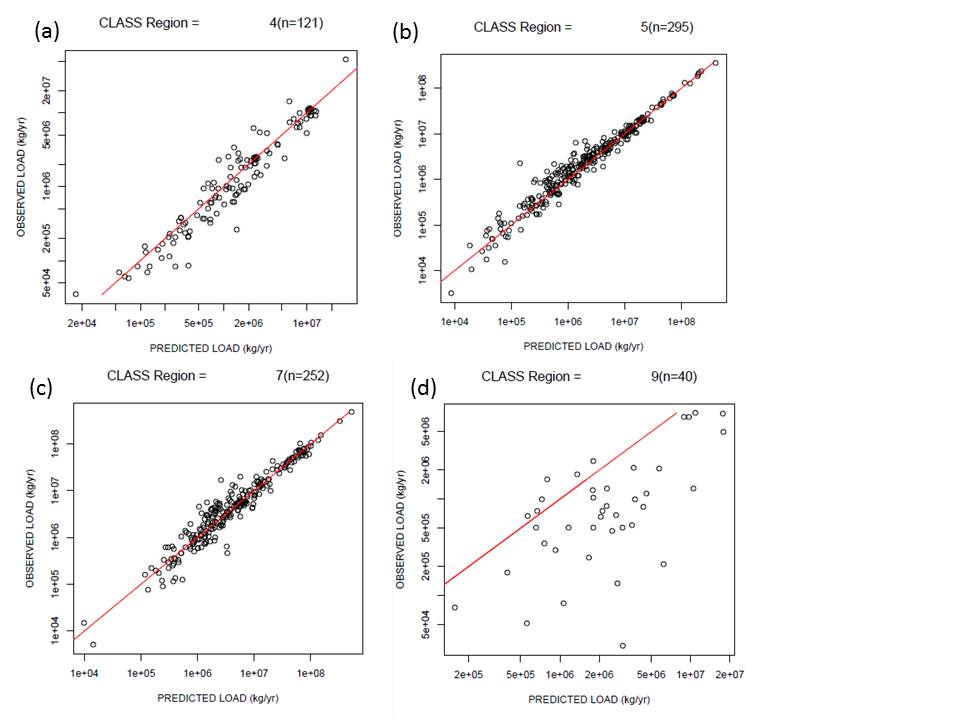 (a)
CLASS Region = 4(n=121)
OBSERVED LOAD (kg/yr)
2e+07
5e+06
1e+06
2e+05
5e+04
2e+04 1e+05 5e+05 2e+06 1e+07
PREDICTED LOAD (kg/yr)
(b)
CLASS Region = 5(n=295)
OBSERVED LOAD (kg/yr)
1e+08
1e+07
1e+06
1e+05
1e+04
1e+04 1e+05 1e+06 1e+07 1e+08
PREDICTED LOAD (kg/yr)
(c)
CLASS Region = 7(n=252)
OBSERVED LOAD (kg/yr)
1e+08
1e+07
1e+06
1e+05
1e+04
1e+04 1e+05 1e+06 1e+07 1e+08
PREDICTED LOAD (kg/yr)
(d)
CLASS Region = 9(n=40)
OBSERVED LOAD (kg/yr)
5e+06
2e+06
5e+05
2e+05
5e+04
2e+05 5e+05 1e+06 2e+06 5e+06 1e+07 2e+07
PREDICTED LOAD (kg/yr)